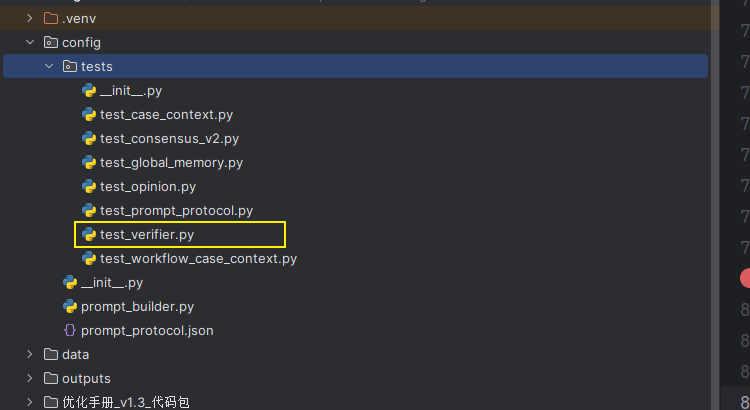 .venv
config
tests
__init__.py
test_case_context.py
test_consensus_v2.py
test_global_memory.py
test_opinion.py
test_prompt_protocol.py
test_verifier.py
test_workflow_case_context.py
__init__.py
prompt_builder.py
{} prompt_protocol.json
data
outputs
优化手册_v1.3_代码包